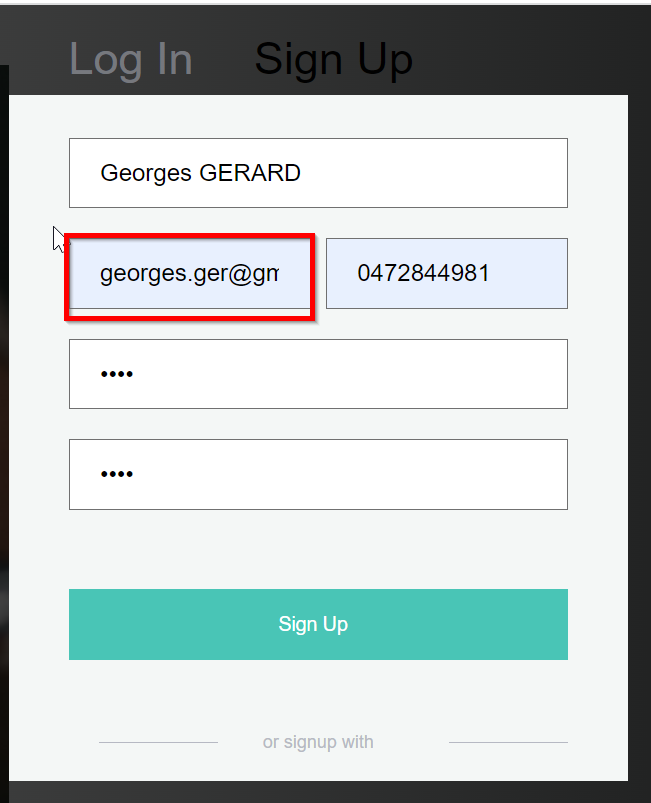 Log In Sign Up
Georges GERARD
georges.ger@gm 0472844981
••••
••••
Sign Up
or signup with